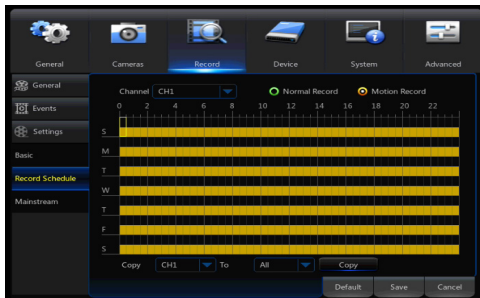 General Cameras Record Device System Advanced
General
Events
Settings
Basic
Record Schedule
Mainstream
Channel CH1 Normal Record Motion Record
0 2 4 6 8 10 12 14 16 18 20 22
S
M
T
W
T
F
S
Copy CH1 To All Copy
Default Save Cancel